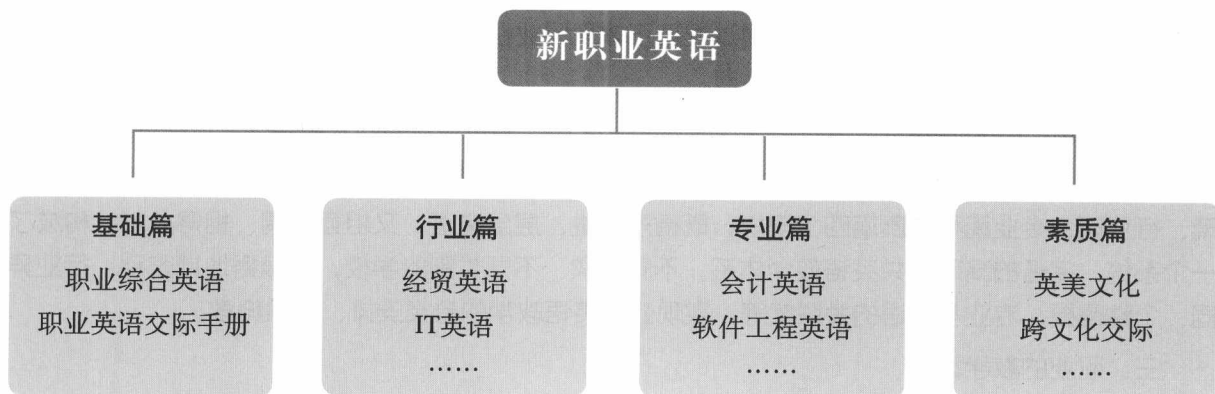 新职业英语
基础篇
职业综合英语
职业英语交际手册
行业篇
经贸英语
IT英语
……
专业篇
会计英语
软件工程英语
……
素质篇
英美文化
跨文化交际
……